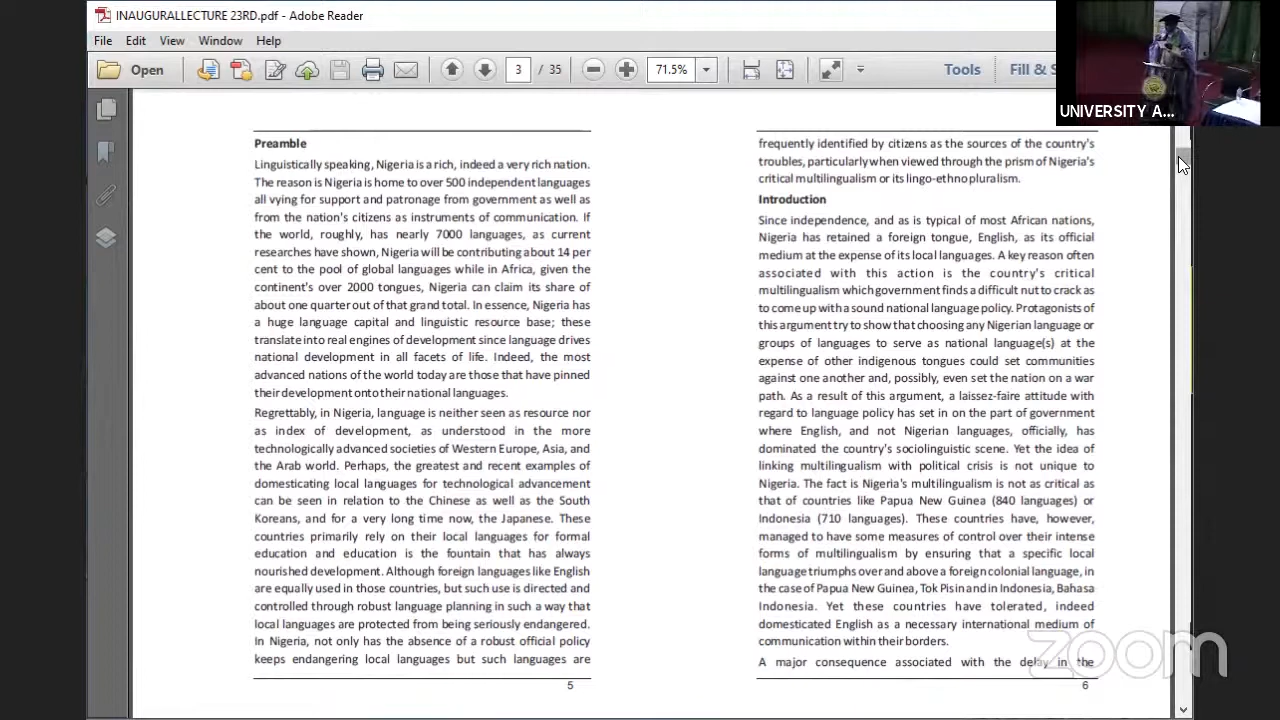 INAUGURALLECTURE 23RD.pdf - Adobe Reader
File Edit View Window Help
Open 3 / 35 71.5% Tools Fill & S
UNIVERSITY A...
Preamble
Linguistically speaking, Nigeria is a rich, indeed a very rich nation.
The reason is Nigeria is home to over 500 independent languages
all vying for support and patronage from government as well as
from the nation's citizens as instruments of communication. If
the world, roughly, has nearly 7000 languages, as current
researches have shown, Nigeria will be contributing about 14 per
cent to the pool of global languages while in Africa, given the
continent's over 2000 tongues, Nigeria can claim its share of
about one quarter out of that grand total. In essence, Nigeria has
a huge language capital and linguistic resource base; these
translate into real engines of development since language drives
national development in all facets of life. Indeed, the most
advanced nations of the world today are those that have pinned
their development onto their national languages.
Regrettably, in Nigeria, language is neither seen as resource nor
as index of development, as understood in the more
technologically advanced societies of Western Europe, Asia, and
the Arab world. Perhaps, the greatest and recent examples of
domesticating local languages for technological advancement
can be seen in relation to the Chinese as well as the South
Koreans, and for a very long time now, the Japanese. These
countries primarily rely on their local languages for formal
education and education is the fountain that has always
nourished development. Although foreign languages like English
are equally used in those countries, but such use is directed and
controlled through robust language planning in such a way that
local languages are protected from being seriously endangered.
In Nigeria, not only has the absence of a robust official policy
keeps endangering local languages but such languages are
5
frequently identified by citizens as the sources of the country's
troubles, particularly when viewed through the prism of Nigeria's
critical multilingualism or its lingo-ethno pluralism.
Introduction
Since independence, and as is typical of most African nations,
Nigeria has retained a foreign tongue, English, as its official
medium at the expense of its local languages. A key reason often
associated with this action is the country's critical
multilingualism which government finds a difficult nut to crack as
to come up with a sound national language policy. Protagonists of
this argument try to show that choosing any Nigerian language or
groups of languages to serve as national language(s) at the
expense of other indigenous tongues could set communities
against one another and, possibly, even set the nation on a war
path. As a result of this argument, a laissez-faire attitude with
regard to language policy has set in on the part of government
where English, and not Nigerian languages, officially, has
dominated the country's sociolinguistic scene. Yet the idea of
linking multilingualism with political crisis is not unique to
Nigeria. The fact is Nigeria's multilingualism is not as critical as
that of countries like Papua New Guinea (840 languages) or
Indonesia (710 languages). These countries have, however,
managed to have some measures of control over their intense
forms of multilingualism by ensuring that a specific local
language triumphs over and above a foreign colonial language, in
the case of Papua New Guinea, Tok Pisin and in Indonesia, Bahasa
Indonesia. Yet these countries have tolerated, indeed
domesticated English as a necessary international medium of
communication within their borders.
A major consequence associated with the delay in the
6
zoom